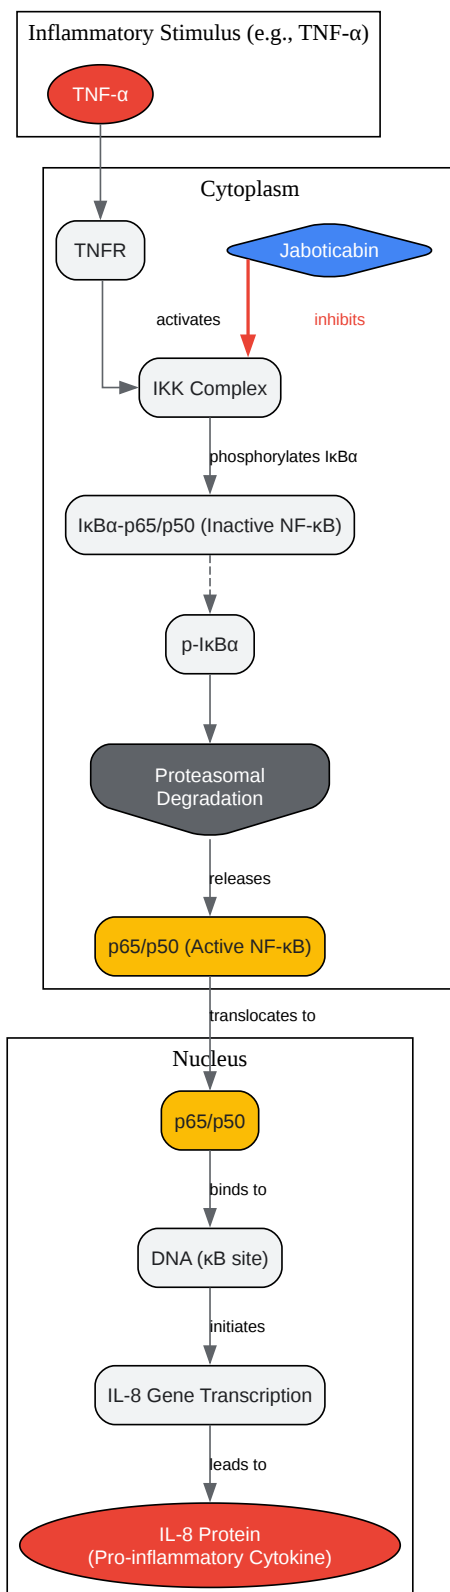 Inflammatory Stimulus (e.g., TNF-α)
TNF-α
Cytoplasm
TNFR
Jaboticabin
activates
inhibits
IKK Complex
phosphorylates IκBα
IκBα-p65/p50 (Inactive NF-κB)
p-IκBα
Proteasomal
Degradation
releases
p65/p50 (Active NF-κB)
translocates to
Nucleus
p65/p50
binds to
DNA (κB site)
initiates
IL-8 Gene Transcription
leads to
IL-8 Protein
(Pro-inflammatory Cytokine)